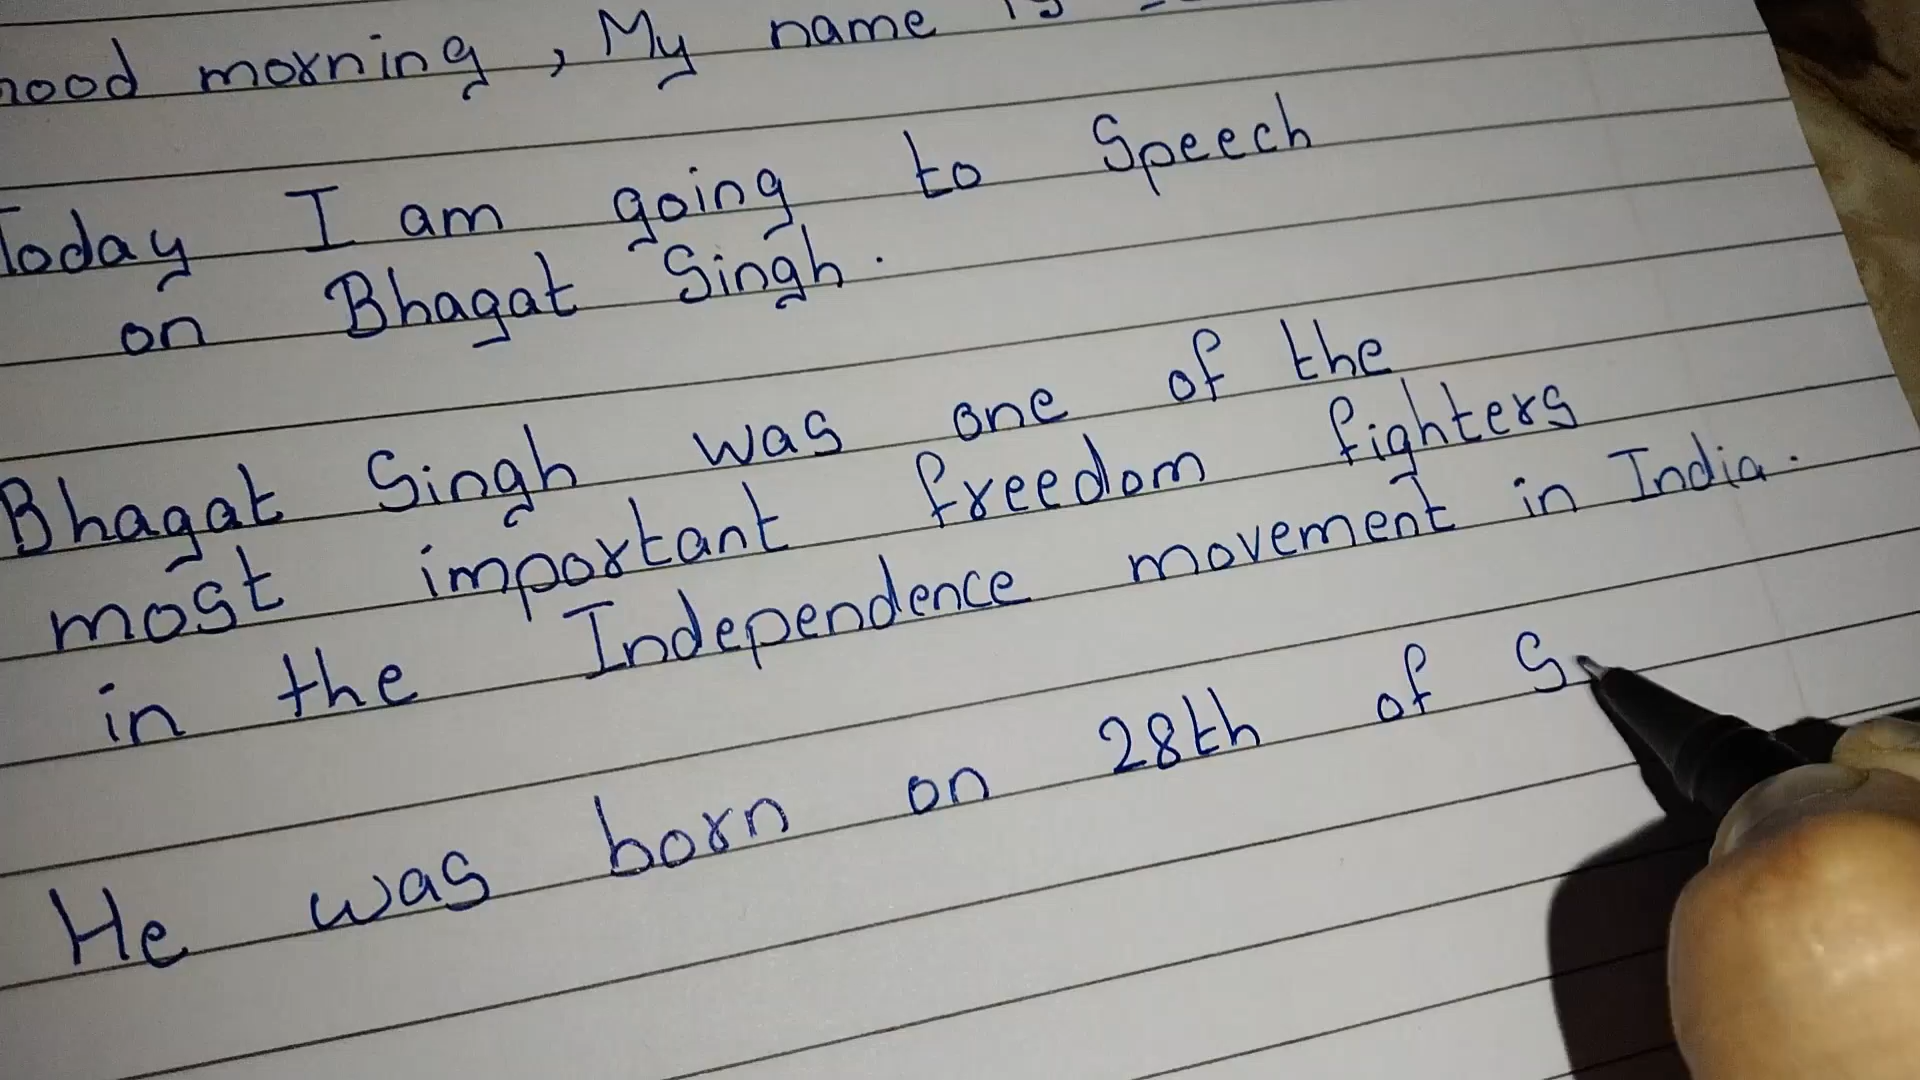 ood morning, My name is
Today I am going to Speech
on Bhagat Singh.
Bhagat Singh was one of the
most important freedom fighters
in the Independence movement in India.
He was born on 28th of S